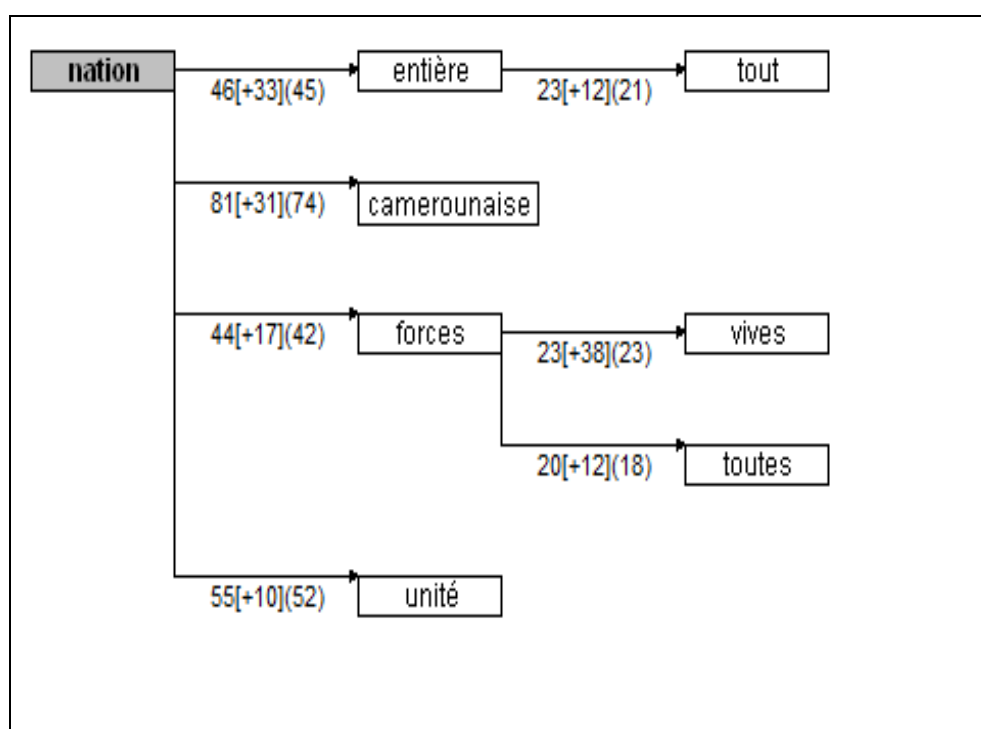 nation entière tout
46[+33](45) 23[+12](21)
camerounaise
81[+31](74)
forces vives
44[+17](42) 23[+38](23)
toutes
20[+12](18)
unité
55[+10](52)